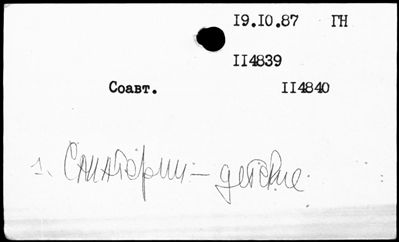 19.10.87 ГН
114839
Соавт. 114840
1. Санатории – детские.